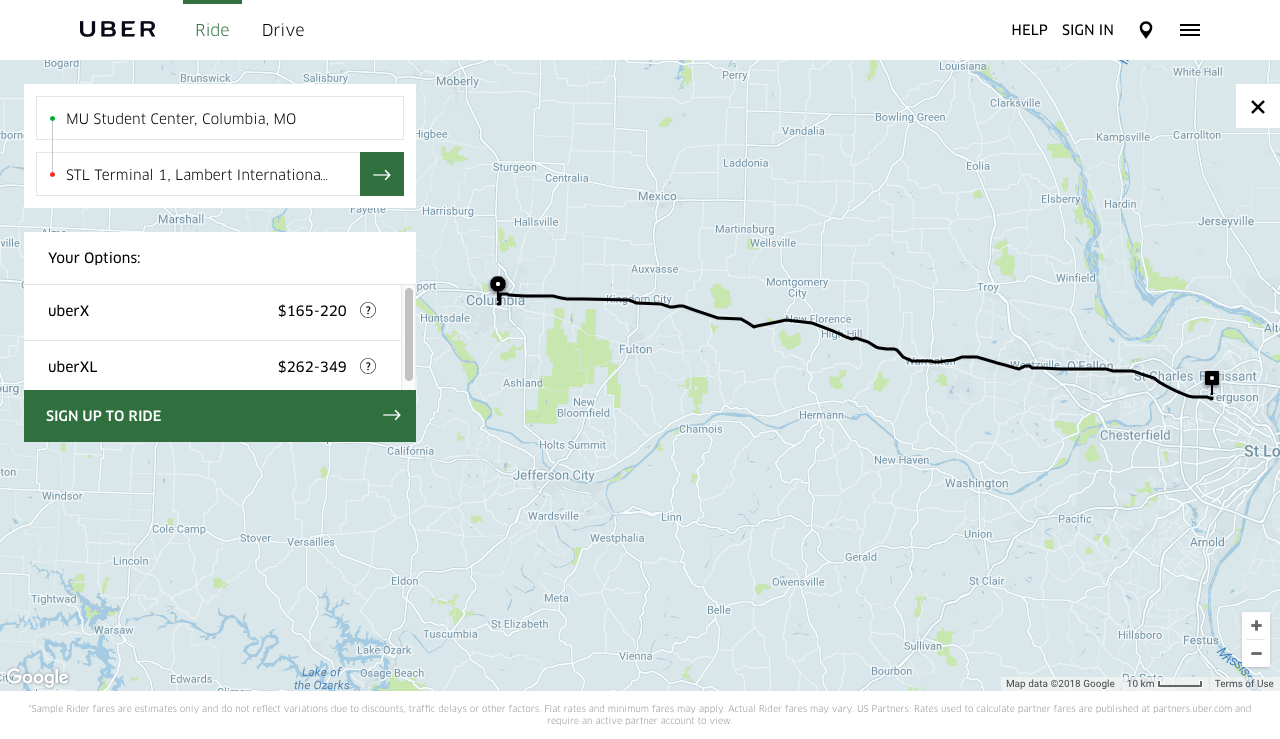 UBER
Ride
Drive
HELP
SIGN IN
MU Student Center, Columbia, MO
STL Terminal 1, Lambert Internationa...
Your Options:
uberX $165-220 ?
uberXL $262-349 ?
SIGN UP TO RIDE
Bogard
Brunswick
Salisbury
Moberly
Perry
Louisiana
White Hall
Clarksville
Bowling Green
Vandalia
Kampsville
Carrollton
Higbee
Sturgeon
Centralia
Laddonia
Eolia
Mexico
Elsberry
Hardin
Jerseyville
Marshall
Fayette
Harrisburg
Hallsville
Martinsburg
Wellsville
Alma
Auxvasse
Montgomery
City
Winfield
Troy
port
Columbia
Kingdom City
New Florence
High Hill
Huntsdale
Fulton
Warrenton
Wentzville
O'Fallon
St Charles
Florissant
Ferguson
Ashland
New
Bloomfield
Hermann
Chamois
Chesterfield
St Lo
Holts Summit
California
Jefferson City
New Haven
Washington
Windsor
Wardsville
Linn
Pacific
Cole Camp
Stover
Versailles
Westphalia
Union
Arnold
Lincoln
Gerald
Eldon
Owensville
St Clair
Tightwad
Meta
Belle
Warsaw
St Elizabeth
Tuscumbia
Hillsboro
Festus
Lake Ozark
Vienna
Sullivan
Osage Beach
Bourbon
Edwards
Climax
Lake of
the Ozarks
De Soto
Google
Map data ©2018 Google
10 km
Terms of Use
*Sample Rider fares are estimates only and do not reflect variations due to discounts, traffic delays or other factors. Flat rates and minimum fares may apply. Actual Rider fares may vary. US Partners: Rates used to calculate partner fares are published at partners.uber.com and
require an active partner account to view.